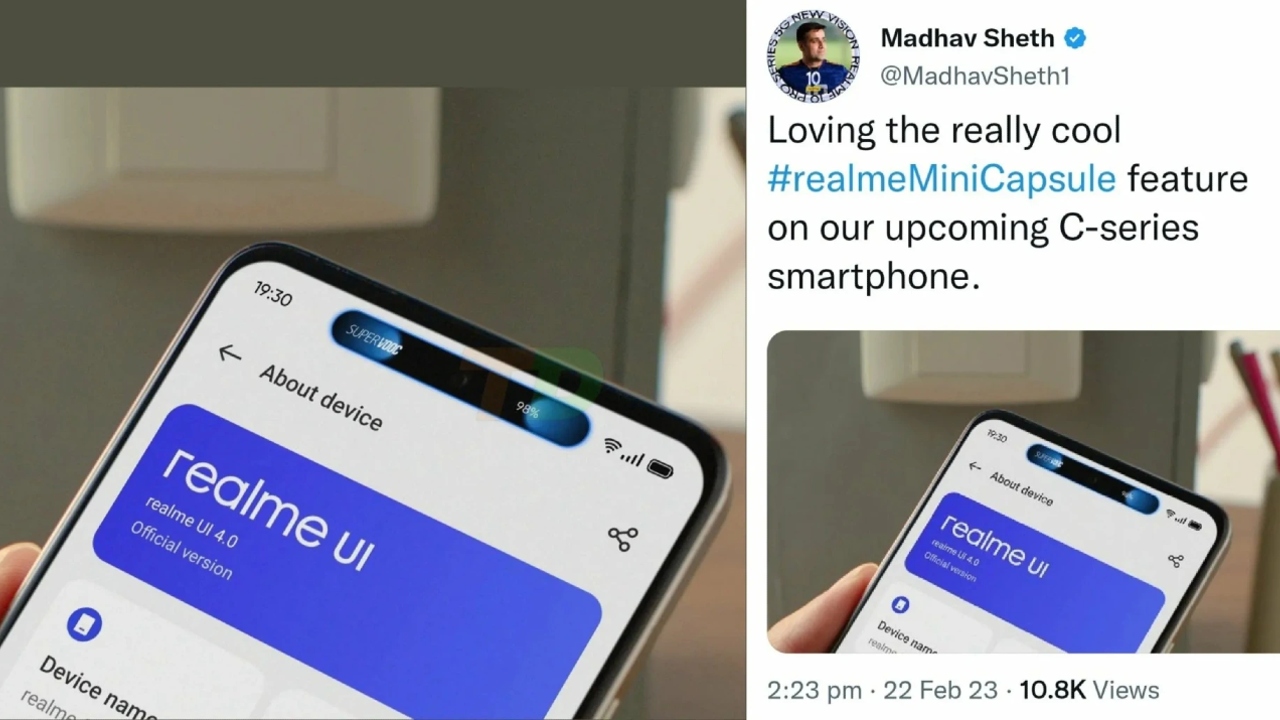 19:30
SUPERVOOC
98%
About device
realme UI
realme UI 4.0
Official version
Device name
realme
Madhav Sheth
@MadhavSheth1
Loving the really cool
#realmeMiniCapsule feature
on our upcoming C-series
smartphone.
19:30
About device
realme UI
realme UI 4.0
Official version
Device name
2:23 pm · 22 Feb 23 · 10.8K Views